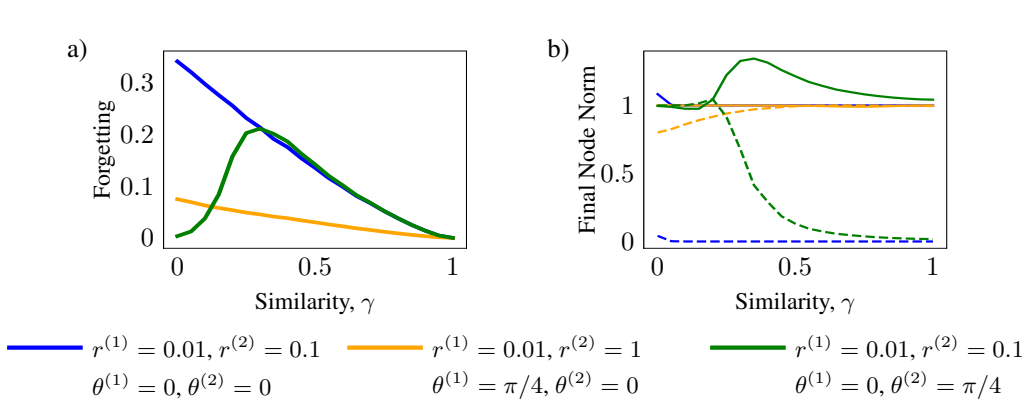 a)
Forgetting
0.3
0.2
0.1
0
0
0.5
1
Similarity, γ
b)
Final Node Norm
1
0.5
0
0
0.5
1
Similarity, γ
r^{(1)} = 0.01, r^{(2)} = 0.1
θ^{(1)} = 0, θ^{(2)} = 0
r^{(1)} = 0.01, r^{(2)} = 1
θ^{(1)} = π/4, θ^{(2)} = 0
r^{(1)} = 0.01, r^{(2)} = 0.1
θ^{(1)} = 0, θ^{(2)} = π/4